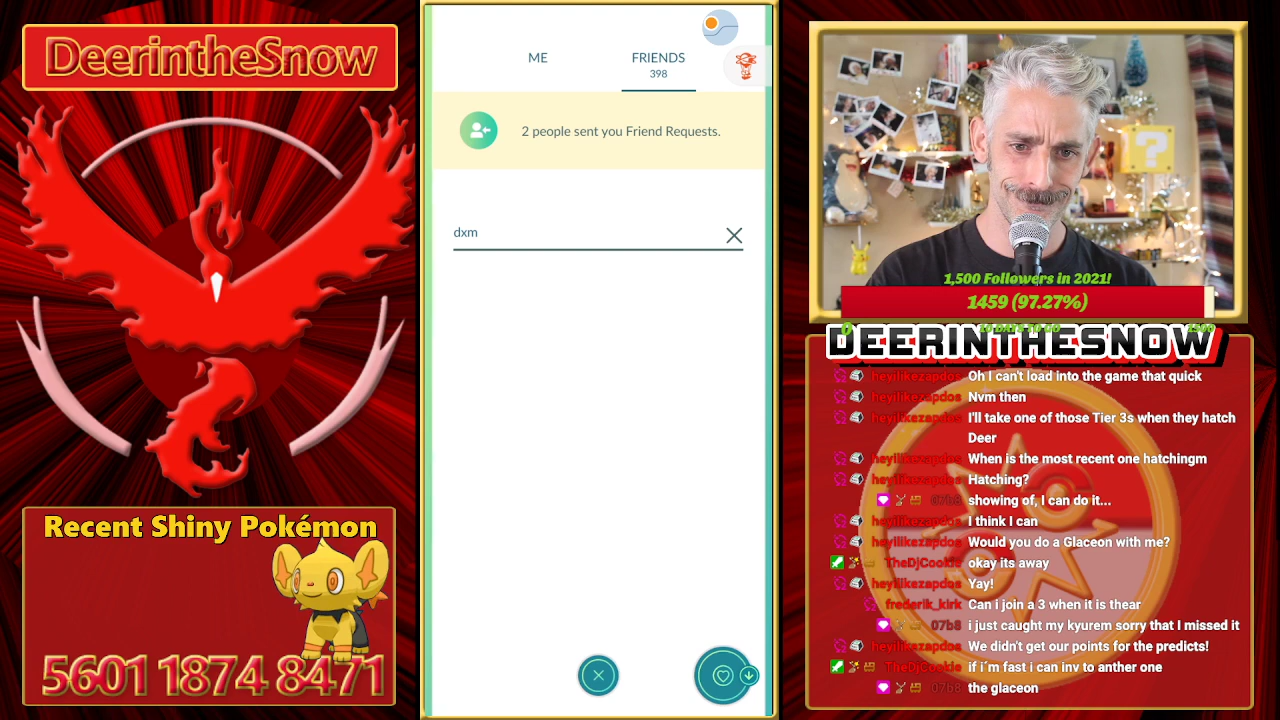 DeerintheSnow
ME
FRIENDS
398
2 people sent you Friend Requests.
dxm
Recent Shiny Pokémon
5601 1874 8471
1,500 Followers in 2021!
1459 (97.27%)
0
10 DAYS TO GO
1500
DEERINTHESNOW
heyilikezapdos Oh I can't load into the game that quick
heyilikezapdos Nvm then
heyilikezapdos I'll take one of those Tier 3s when they hatch
Deer
heyilikezapdos When is the most recent one hatchingm
heyilikezapdos Hatching?
07b8 showing of, I can do it...
heyilikezapdos I think I can
heyilikezapdos Would you do a Glaceon with me?
TheDjCookie okay its away
heyilikezapdos Yay!
frederik_kirk Can i join a 3 when it is thear
07b8 i just caught my kyurem sorry that I missed it
heyilikezapdos We didn't get our points for the predicts!
TheDjCookie if i´m fast i can inv to anther one
07b8 the glaceon